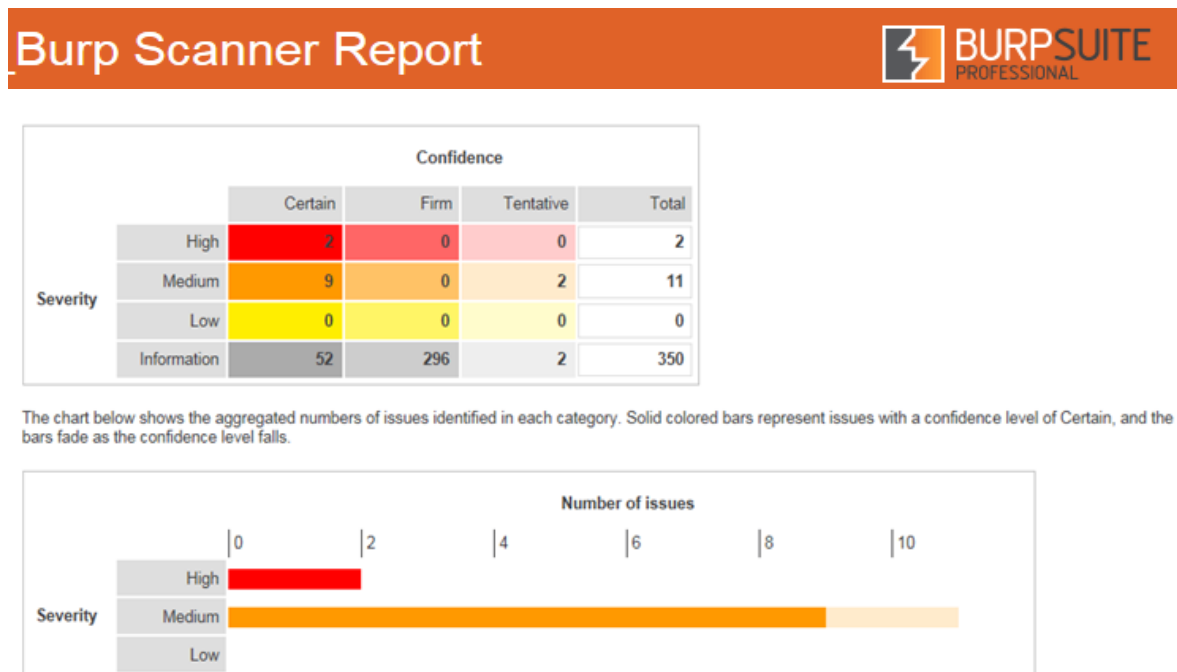 _Burp Scanner Report
BURPSUITE
PROFESSIONAL
Confidence
Certain Firm Tentative Total
High 2 0 0 2
Medium 9 0 2 11
Severity
Low 0 0 0 0
Information 52 296 2 350
The chart below shows the aggregated numbers of issues identified in each category. Solid colored bars represent issues with a confidence level of Certain, and the
bars fade as the confidence level falls.
Number of issues
0 2 4 6 8 10
High
Severity Medium
Low